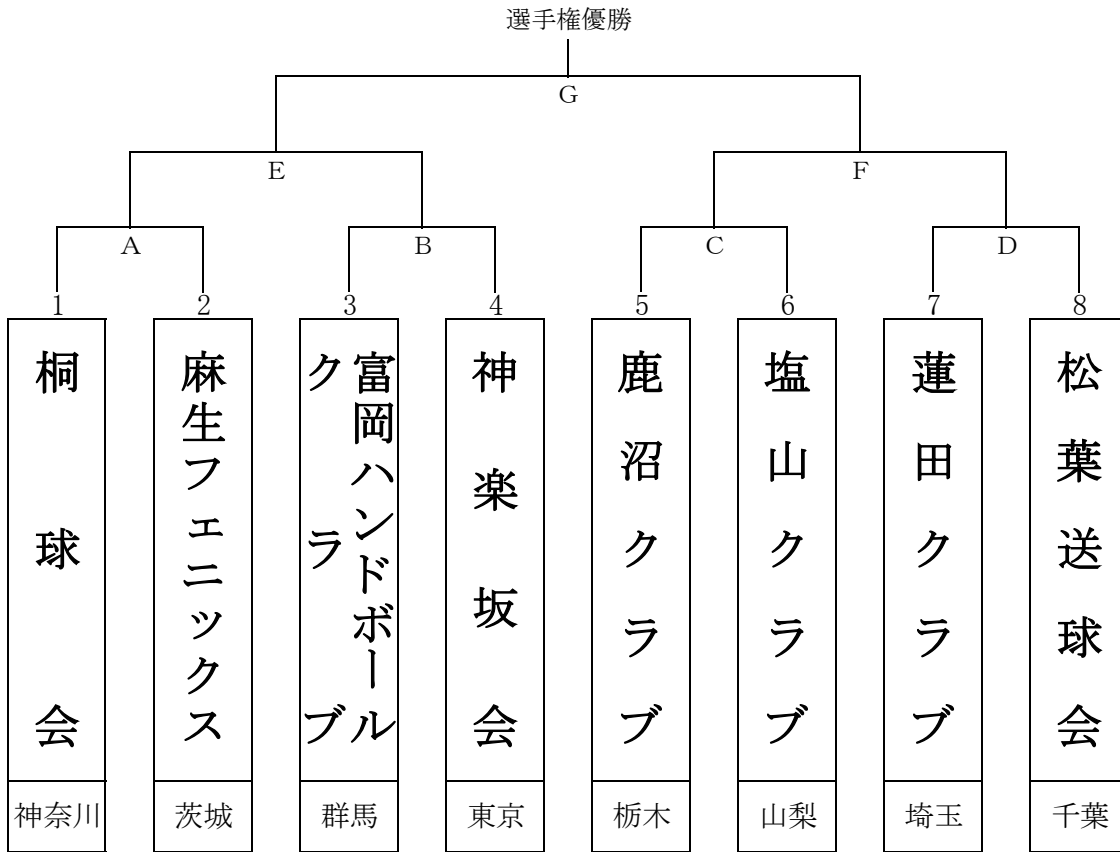 選手権優勝
G
E
F
A
B
C
D
1
2
3
4
5
6
7
8
桐球会
麻生フェニックス
富岡ハンドボール
クラブ
神楽坂会
鹿沼クラブ
塩山クラブ
蓮田クラブ
松葉送球会
神奈川
茨城
群馬
東京
栃木
山梨
埼玉
千葉